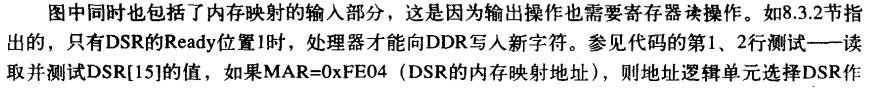 图中同时也包括了内存映射的输入部分，这是因为输出操作也需要寄存器读操作。如8.3.2节指
出的，只有DSR的Ready位置1时，处理器才能向DDR写入新字符。参见代码的第1、2行测试——读
取并测试DSR[15]的值，如果MAR=0xFE04（DSR的内存映射地址），则地址逻辑单元选择DSR作